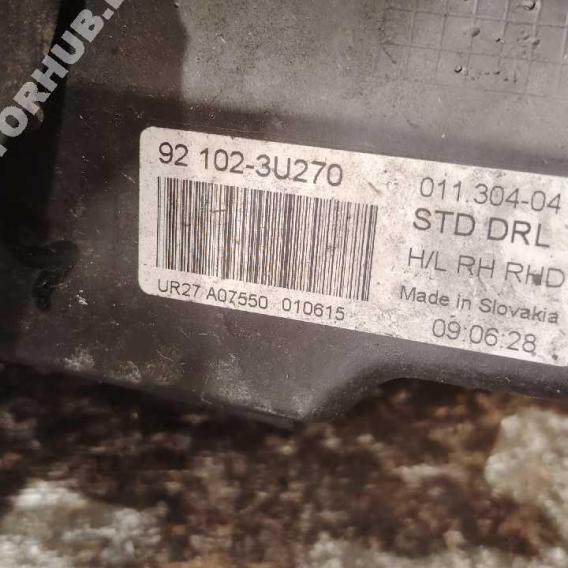 ORHUB.
92 102-3U270
011.304-04
STD DRL
H/L RH RHD
UR27 A07550 010615
Made in Slovakia
09:06:28